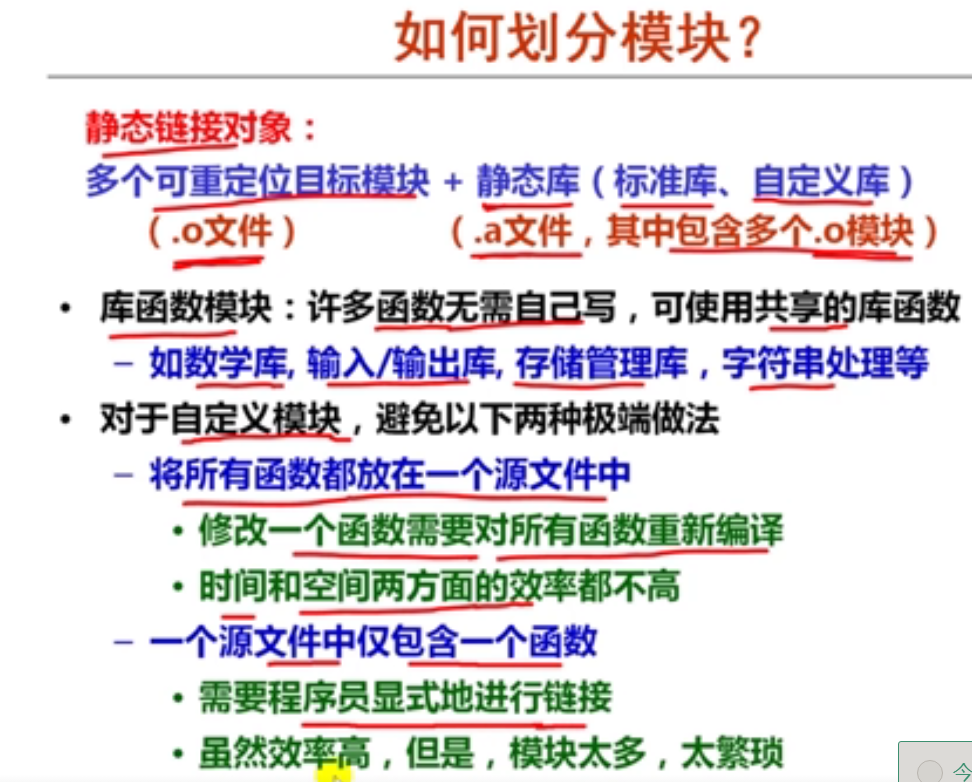 如何划分模块？
静态链接对象：
多个可重定位目标模块 + 静态库（标准库、自定义库）
（.o文件） （.a文件，其中包含多个.o模块）
• 库函数模块：许多函数无需自己写，可使用共享的库函数
– 如数学库, 输入/输出库, 存储管理库，字符串处理等
• 对于自定义模块，避免以下两种极端做法
– 将所有函数都放在一个源文件中
• 修改一个函数需要对所有函数重新编译
• 时间和空间两方面的效率都不高
– 一个源文件中仅包含一个函数
• 需要程序员显式地进行链接
• 虽然效率高，但是，模块太多，太繁琐